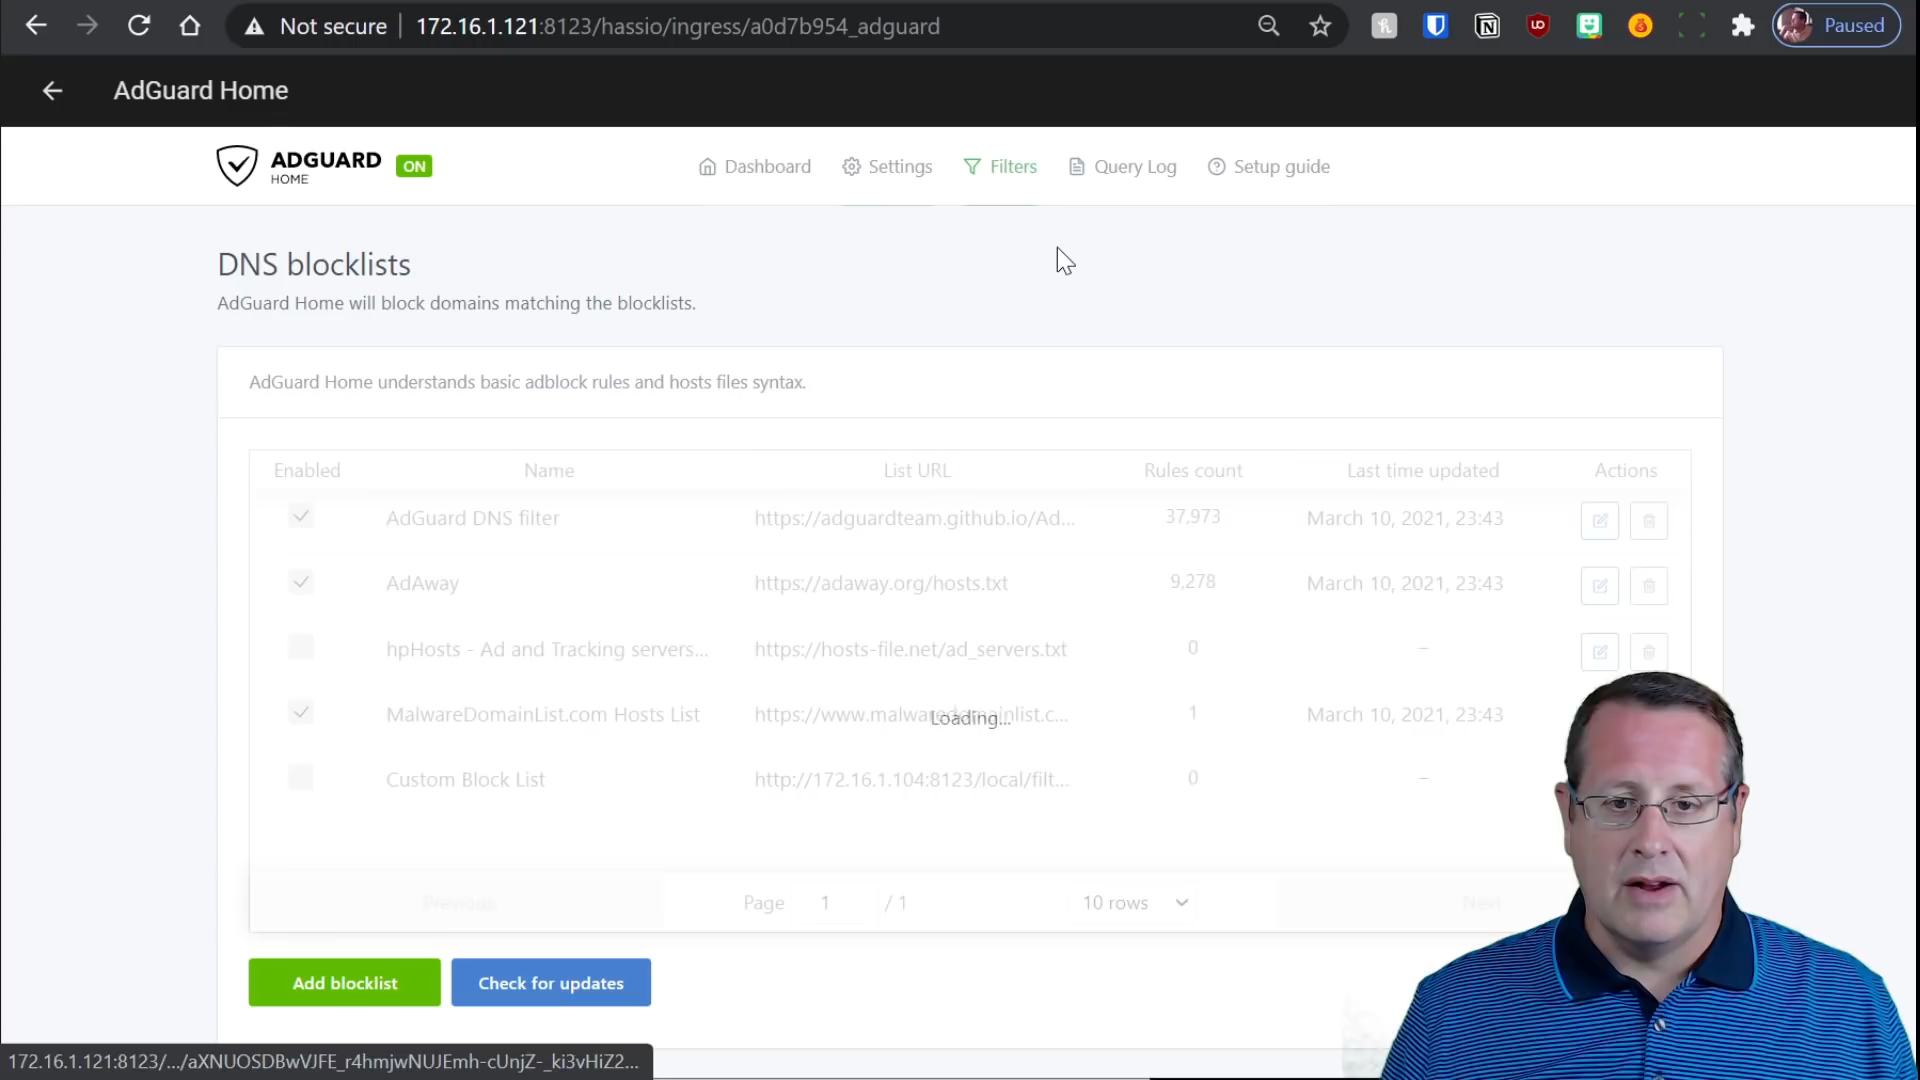 Not secure 172.16.1.121:8123/hassio/ingress/a0d7b954_adguard Paused
AdGuard Home
ADGUARD HOME ON Dashboard Settings Filters Query Log Setup guide
DNS blocklists
AdGuard Home will block domains matching the blocklists.
AdGuard Home understands basic adblock rules and hosts files syntax.
Enabled Name List URL Rules count Last time updated Actions
AdGuard DNS filter https://adguardteam.github.io/Ad... 37,973 March 10, 2021, 23:43
AdAway https://adaway.org/hosts.txt 9,278 March 10, 2021, 23:43
hpHosts - Ad and Tracking servers... https://hosts-file.net/ad_servers.txt 0 –
MalwareDomainList.com Hosts List https://www.malwaredomainlist.c... 1 March 10, 2021, 23:43
Loading...
Custom Block List http://172.16.1.104:8123/local/filt... 0 –
Previous Page 1 / 1 10 rows Next
Add blocklist Check for updates
172.16.1.121:8123/.../aXNUOSDBwVJFE_r4hmjwNUJEmh-cUnjZ-_ki3vHiZ2...